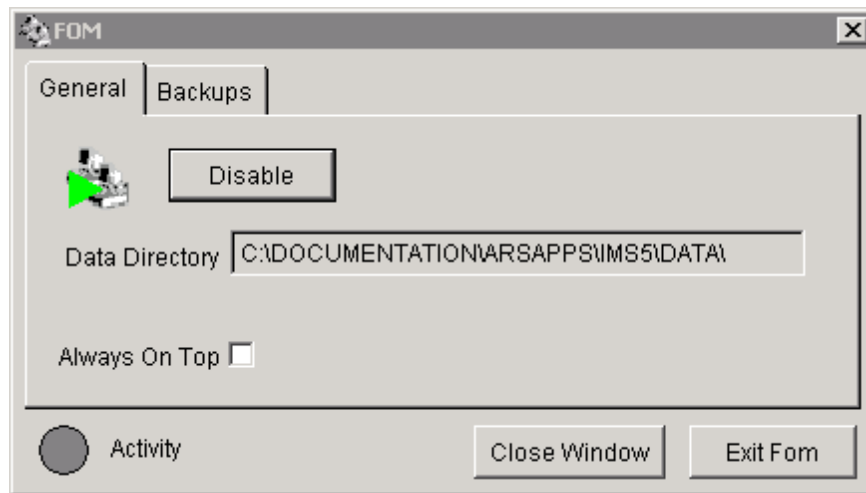 FOM
General
Backups
Disable
Data Directory
C:\DOCUMENTATION\ARSAPPS\IMS5\DATA\
Always On Top
Activity
Close Window
Exit Fom